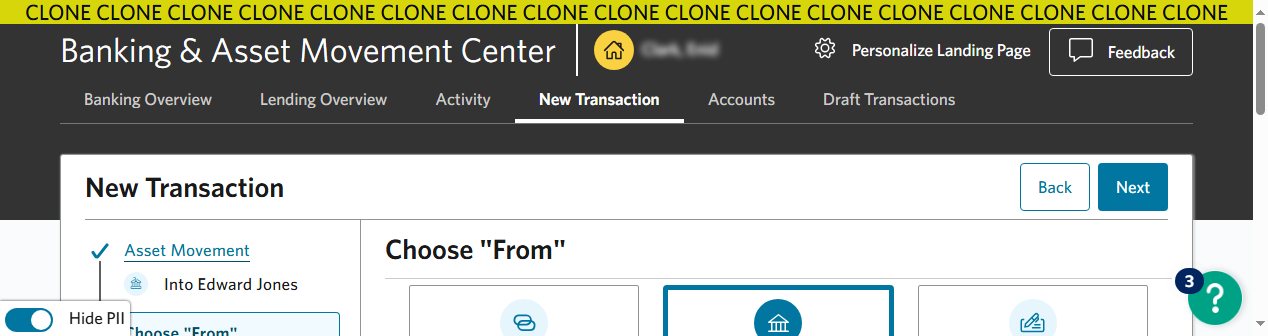 CLONE CLONE CLONE CLONE CLONE CLONE CLONE CLONE CLONE CLONE CLONE CLONE CLONE CLONE CLONE CLONE CLONE
Banking & Asset Movement Center
Personalize Landing Page
Feedback
Banking Overview
Lending Overview
Activity
New Transaction
Accounts
Draft Transactions
New Transaction
Back
Next
Asset Movement
Choose "From"
Into Edward Jones
3
?
Hide PII
Choose "From"